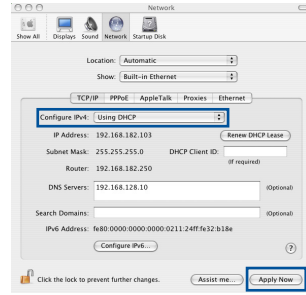 Network
Show All Displays Sound Network Startup Disk
Location: Automatic
Show: Built-in Ethernet
TCP/IP PPPoE AppleTalk Proxies Ethernet
Configure IPv4: Using DHCP
IP Address: 192.168.182.103 Renew DHCP Lease
Subnet Mask: 255.255.255.0 DHCP Client ID:
(If required)
Router: 192.168.182.250
DNS Servers: 192.168.128.10 (Optional)
Search Domains: (Optional)
IPv6 Address: fe80:0000:0000:0000:0211:24ff:fe32:b18e
Configure IPv6... ?
Click the lock to prevent further changes. Assist me... Apply Now